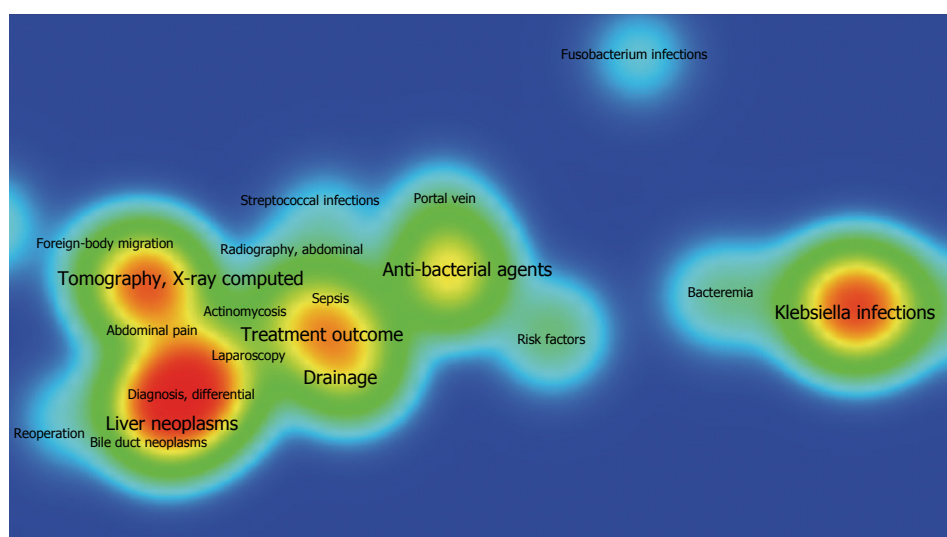 Fusobacterium infections
Streptococcal infections
Portal vein
Foreign-body migration
Radiography, abdominal
Tomography, X-ray computed
Anti-bacterial agents
Bacteremia
Sepsis
Actinomycosis
Klebsiella infections
Abdominal pain
Treatment outcome
Risk factors
Laparoscopy
Drainage
Diagnosis, differential
Liver neoplasms
Reoperation
Bile duct neoplasms